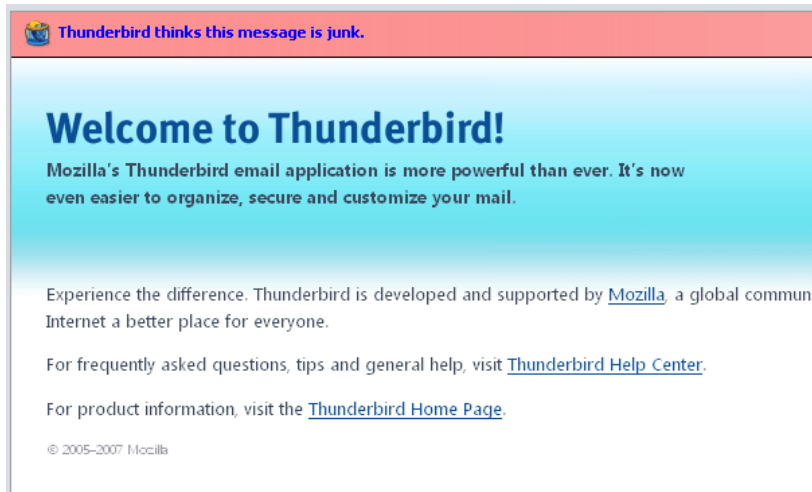 Thunderbird thinks this message is junk.
Welcome to Thunderbird!
Mozilla's Thunderbird email application is more powerful than ever. It's now
even easier to organize, secure and customize your mail.
Experience the difference. Thunderbird is developed and supported by Mozilla, a global commun
Internet a better place for everyone.
For frequently asked questions, tips and general help, visit Thunderbird Help Center.
For product information, visit the Thunderbird Home Page.
© 2005–2007 Mozilla